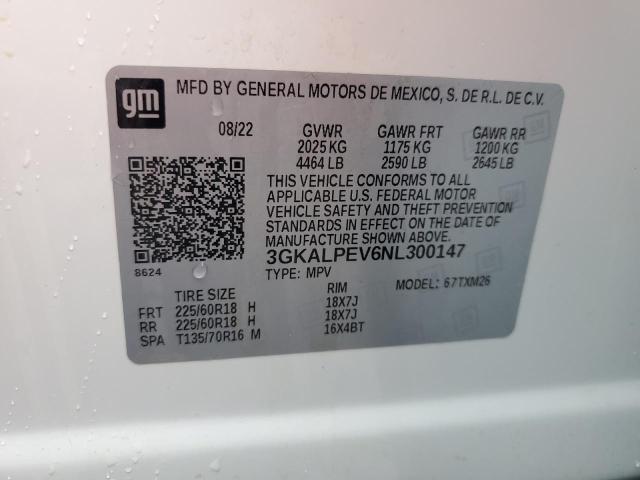 gm
MFD BY GENERAL MOTORS DE MEXICO, S. DE R.L. DE C.V.
08/22 GVWR GAWR FRT GAWR RR
2025 KG 1175 KG 1200 KG
4464 LB 2590 LB 2645 LB
THIS VEHICLE CONFORMS TO ALL
APPLICABLE U.S. FEDERAL MOTOR
VEHICLE SAFETY AND THEFT PREVENTION
STANDARDS IN EFFECT ON THE DATE OF
MANUFACTURE SHOWN ABOVE.
3GKALPEV6NL300147
8624
TYPE: MPV MODEL: 67TXM26
TIRE SIZE RIM
FRT 225/60R18 H 18X7J
RR 225/60R18 H 18X7J
SPA T135/70R16 M 16X4BT